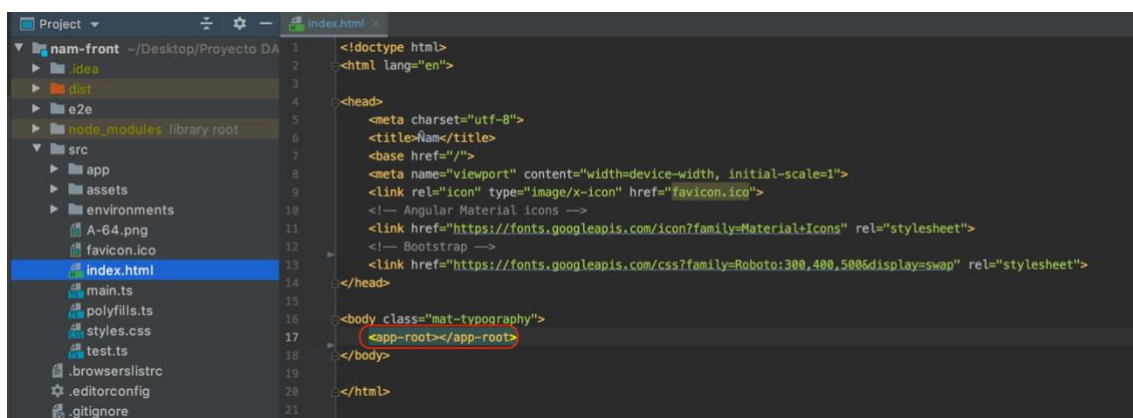 Project
index.html
nam-front ~/Desktop/Proyecto DA
.idea
dist
e2e
node_modules library root
src
app
assets
environments
A-64.png
favicon.ico
index.html
main.ts
polyfills.ts
styles.css
test.ts
.browserslistrc
.editorconfig
.gitignore
1 <!doctype html>
2 <html lang="en">
3
4 <head>
5 <meta charset="utf-8">
6 <title>Ñam</title>
7 <base href="/">
8 <meta name="viewport" content="width=device-width, initial-scale=1">
9 <link rel="icon" type="image/x-icon" href="favicon.ico">
10 <!-- Angular Material icons -->
11 <link href="https://fonts.googleapis.com/icon?family=Material+Icons" rel="stylesheet">
12 <!-- Bootstrap -->
13 <link href="https://fonts.googleapis.com/css?family=Roboto:300,400,500&display=swap" rel="stylesheet">
14 </head>
15
16 <body class="mat-typography">
17 <app-root></app-root>
18 </body>
19
20 </html>
21